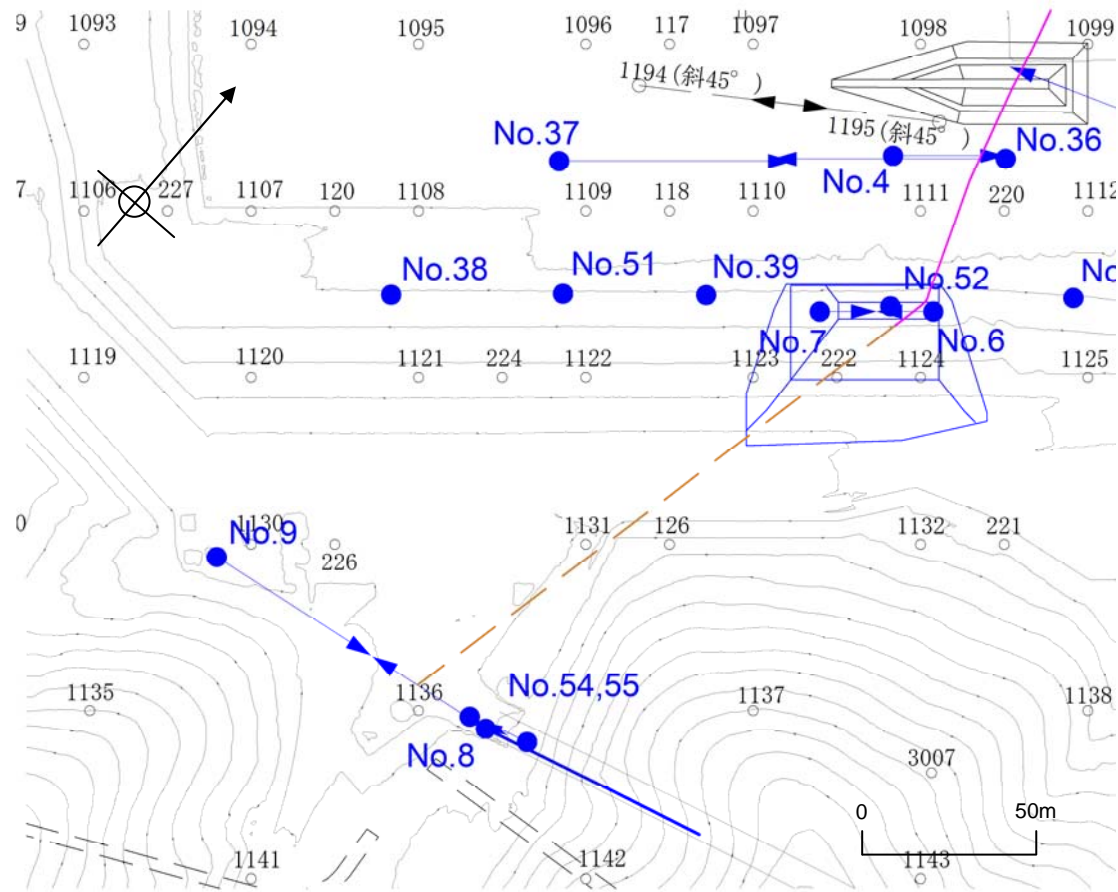 9 1093 1094 1095 1096 117 1097 1098 1099
1194 (斜45° )
1195 (斜45° )
No.37 No.4 No.36
7 1106 227 1107 120 1108 1109 118 1110 1111 220 1112
No.38 No.51 No.39 No.52 No
No.7 No.6
1119 1120 1121 224 1122 1123 222 1124 1125
0 No.9 1130 226 1131 126 1132 221
1135 1136 No.54,55 1137 1138
No.8 3007
0 50m
1141 1142 1143